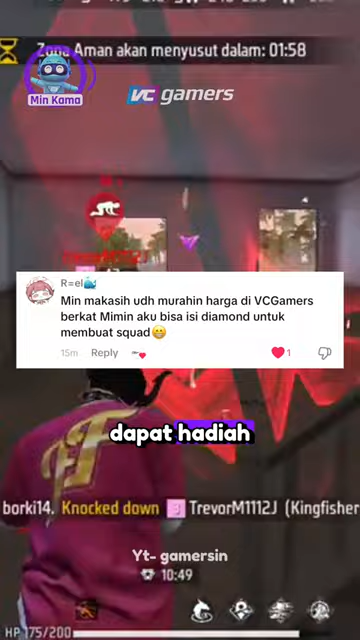 Zona Aman akan menyusut dalam: 01:58
Min Kama
VC gamers
R=el🐳
Min makasih udh murahin harga di VCGamers
berkat Mimin aku bisa isi diamond untuk
membuat squad😁
15m Reply 1
dapat hadiah
borki14. Knocked down TrevorM1112J (Kingfisher
Yt- gamersin
10:49
HP 175/200